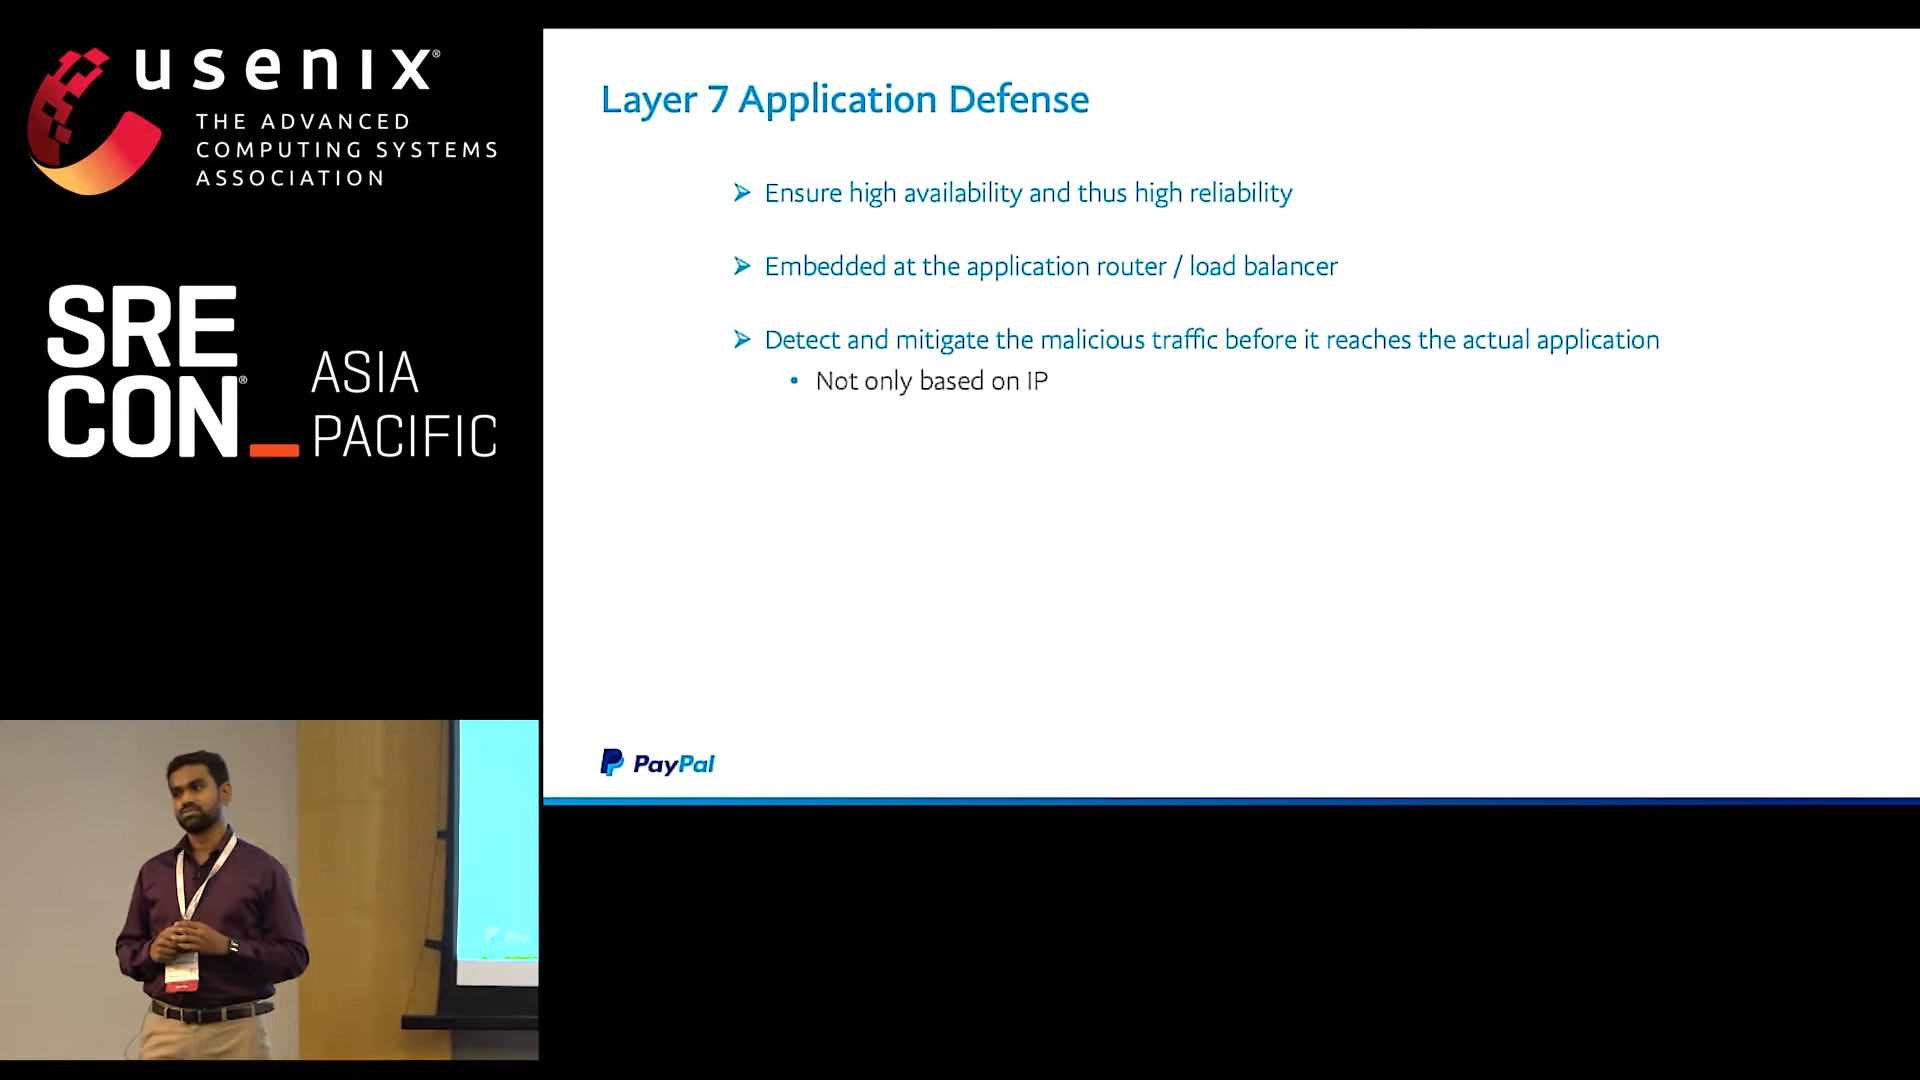 usenix®
THE ADVANCED
COMPUTING SYSTEMS
ASSOCIATION
SRE
CON®_
ASIA
PACIFIC
Layer 7 Application Defense
➢ Ensure high availability and thus high reliability
➢ Embedded at the application router / load balancer
➢ Detect and mitigate the malicious traffic before it reaches the actual application
• Not only based on IP
PayPal